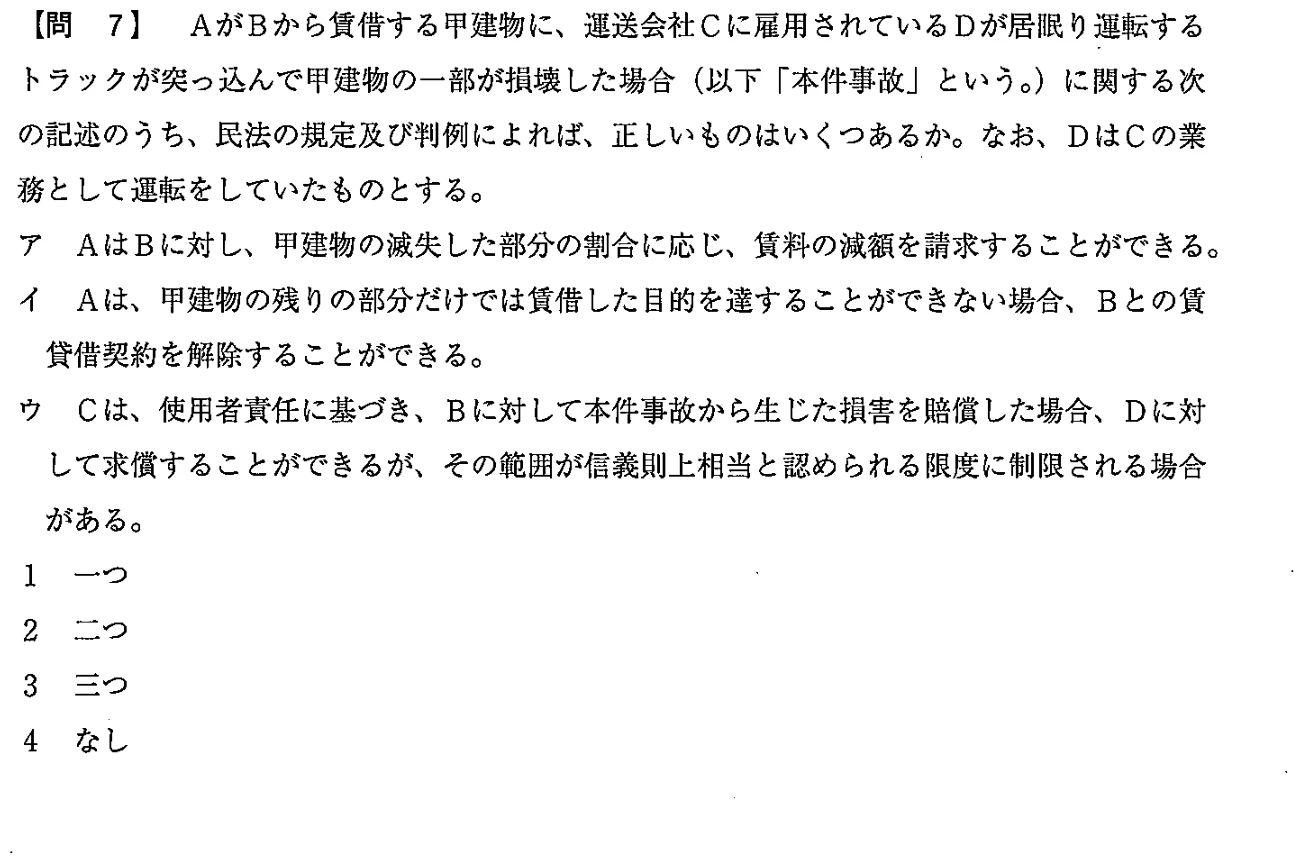 【問　7】　AがBから賃借する甲建物に、運送会社Cに雇用されているDが居眠り運転する
トラックが突っ込んで甲建物の一部が損壊した場合（以下「本件事故」という。）に関する次
の記述のうち、民法の規定及び判例によれば、正しいものはいくつあるか。なお、DはCの業
務として運転をしていたものとする。
ア　AはBに対し、甲建物の滅失した部分の割合に応じ、賃料の減額を請求することができる。
イ　Aは、甲建物の残りの部分だけでは賃借した目的を達することができない場合、Bとの賃
貸借契約を解除することができる。
ウ　Cは、使用者責任に基づき、Bに対して本件事故から生じた損害を賠償した場合、Dに対
して求償することができるが、その範囲が信義則上相当と認められる限度に制限される場合
がある。
1　一つ
2　二つ
3　三つ
4　なし